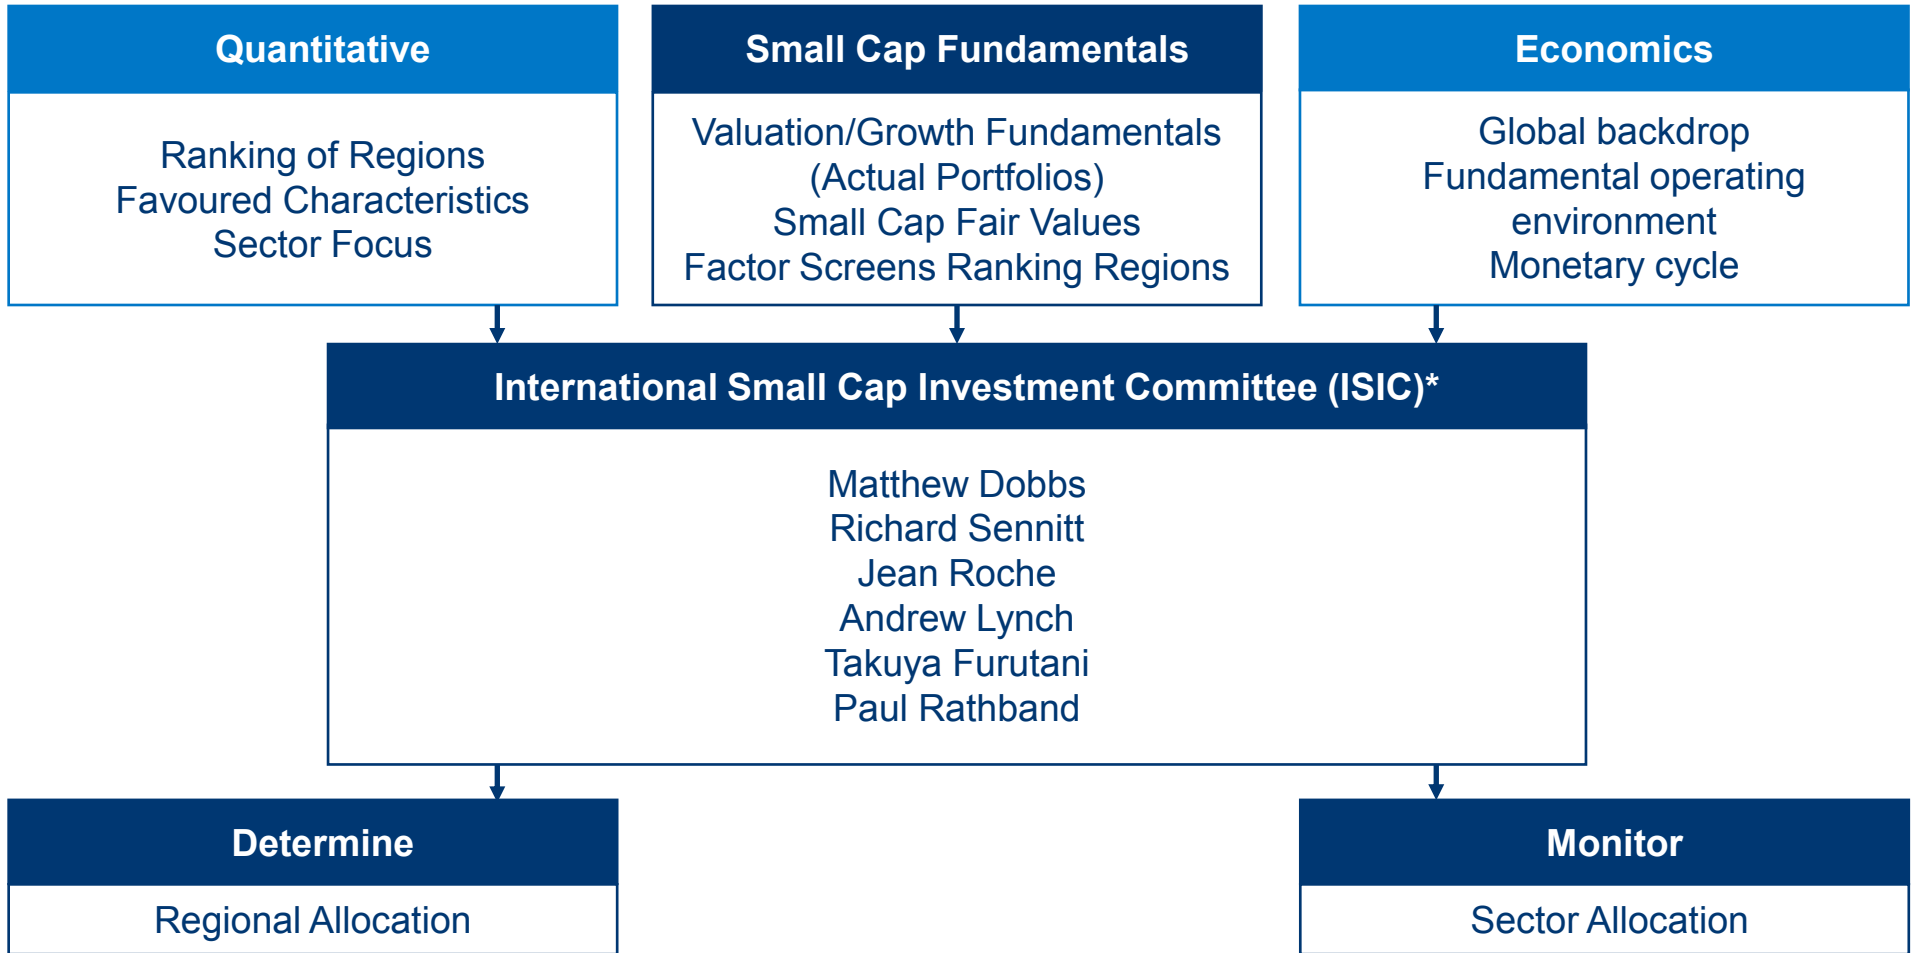 Quantitative
Ranking of Regions
Favoured Characteristics
Sector Focus
Small Cap Fundamentals
Valuation/Growth Fundamentals
(Actual Portfolios)
Small Cap Fair Values
Factor Screens Ranking Regions
Economics
Global backdrop
Fundamental operating
environment
Monetary cycle
International Small Cap Investment Committee (ISIC)*
Matthew Dobbs
Richard Sennitt
Jean Roche
Andrew Lynch
Takuya Furutani
Paul Rathband
Determine
Regional Allocation
Monitor
Sector Allocation